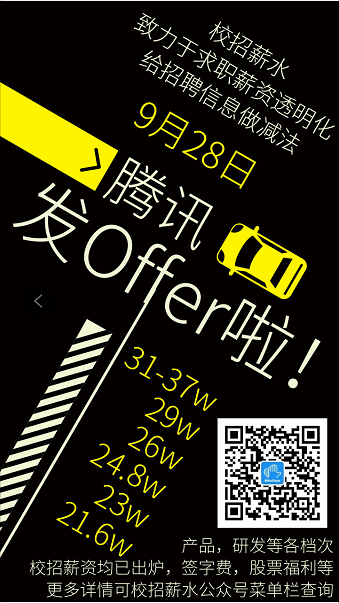 校招薪水
致力于求职薪资透明化
给招聘信息做减法
9月28日
腾讯
发Offer啦！
31-37w
29w
26w
24.8w
23w
21.6w
产品，研发等各档次
校招薪资均已出炉，签字费，股票福利等
更多详情可校招薪水公众号菜单栏查询